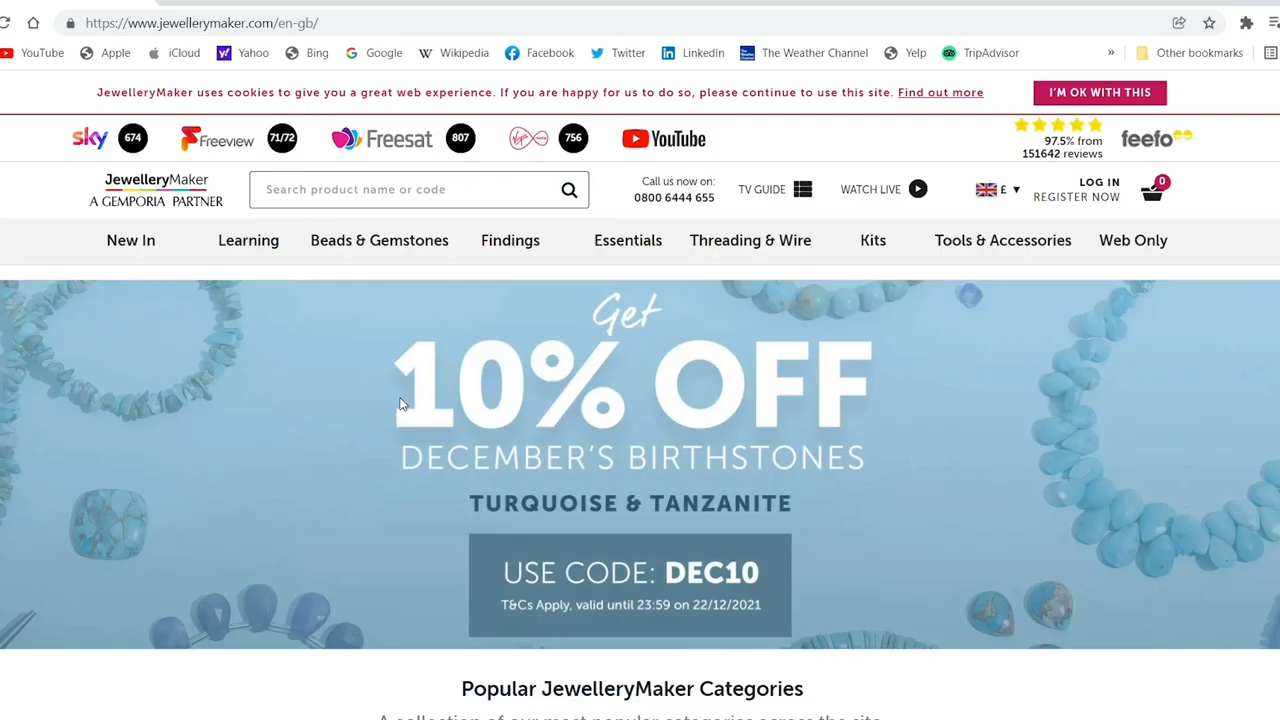 https://www.jewellerymaker.com/en-gb/
YouTube Apple iCloud Yahoo Bing Google Wikipedia Facebook Twitter LinkedIn The Weather Channel Yelp TripAdvisor » Other bookmarks
JewelleryMaker uses cookies to give you a great web experience. If you are happy for us to do so, please continue to use this site. Find out more I'M OK WITH THIS
sky 674 Freeview 71/72 Freesat 807 756 YouTube
97.5% from
151642 reviews
feefo
JewelleryMaker
A GEMPORIA PARTNER
Search product name or code
Call us now on:
0800 6444 655
TV GUIDE WATCH LIVE £
LOG IN
REGISTER NOW
0
New In Learning Beads & Gemstones Findings Essentials Threading & Wire Kits Tools & Accessories Web Only
Get
10% OFF
DECEMBER'S BIRTHSTONES
TURQUOISE & TANZANITE
USE CODE: DEC10
T&Cs Apply, valid until 23:59 on 22/12/2021
Popular JewelleryMaker Categories
A collection of our most popular categories across the site